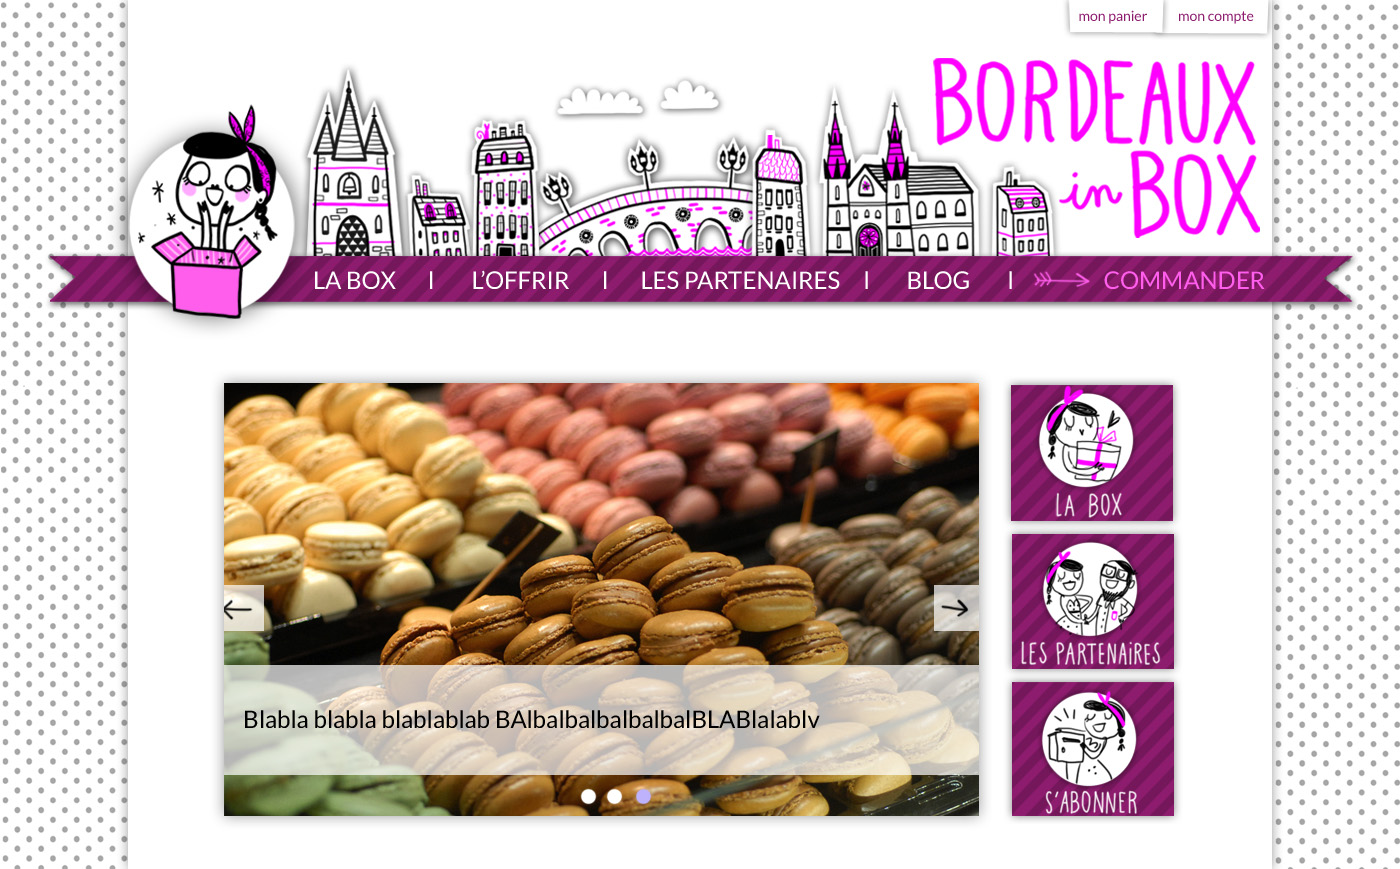 mon panier
mon compte
BORDEAUX
in BOX
LA BOX | L'OFFRIR | LES PARTENAIRES | BLOG | COMMANDER
LA BOX
LES PARTENAIRES
Blabla blabla blablablab BAlbalbalbalbalbalBLABlalablv
S'ABONNER